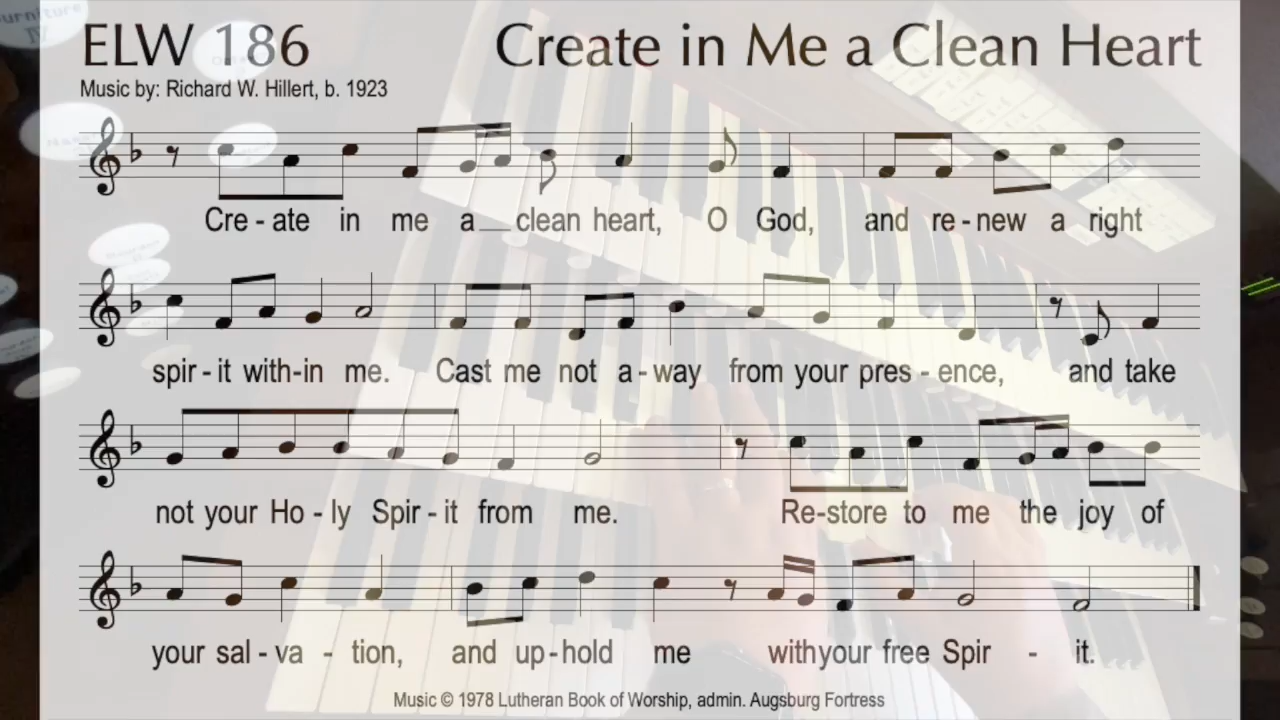 ELW 186
Create in Me a Clean Heart
Music by: Richard W. Hillert, b. 1923
Cre - ate in me a clean heart, O God, and re - new a right
spir - it with-in me. Cast me not a - way from your pres - ence, and take
not your Ho - ly Spir - it from me. Re-store to me the joy of
your sal - va - tion, and up-hold me withyour free Spir - it.
Music © 1978 Lutheran Book of Worship, admin. Augsburg Fortress